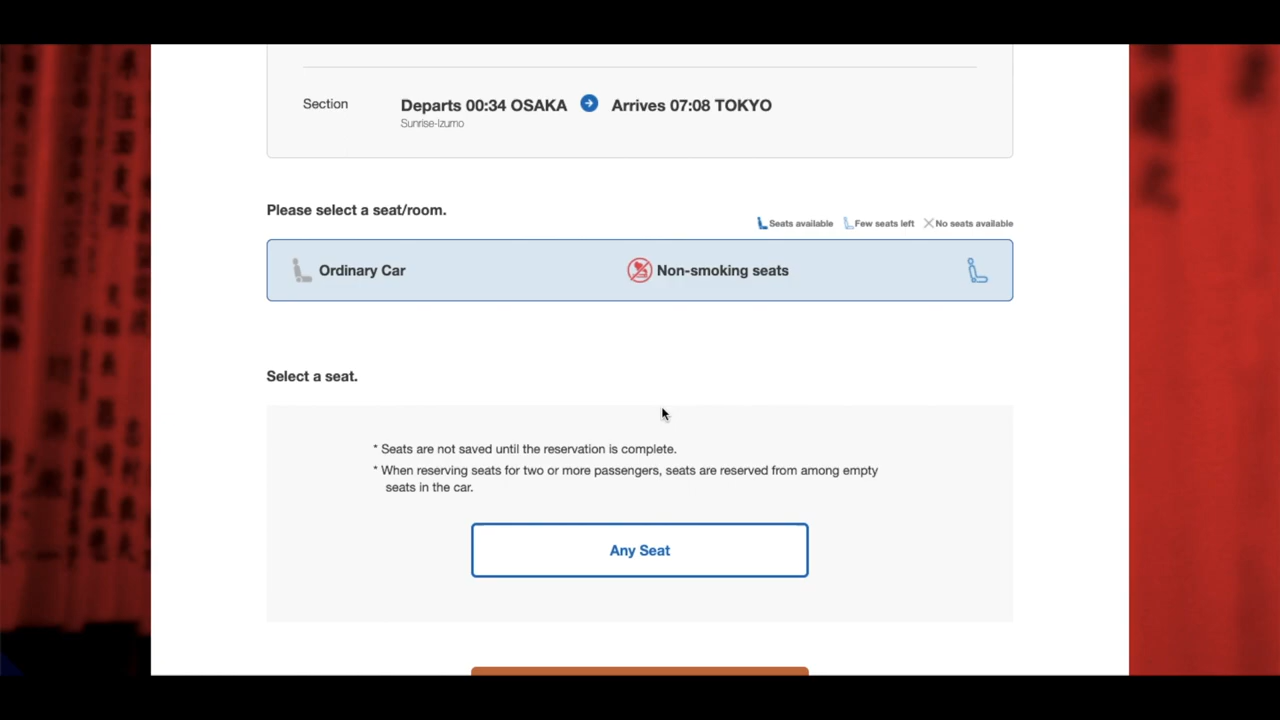 Section
Departs 00:34 OSAKA Arrives 07:08 TOKYO
Sunrise-Izumo
Please select a seat/room.
Seats available Few seats left No seats available
Ordinary Car Non-smoking seats
Select a seat.
* Seats are not saved until the reservation is complete.
* When reserving seats for two or more passengers, seats are reserved from among empty
seats in the car.
Any Seat